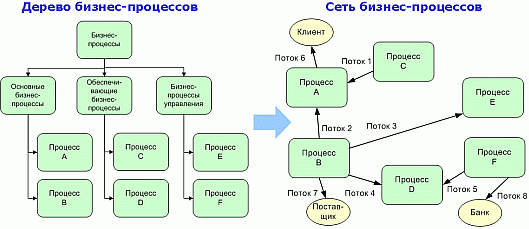 Дерево бизнес-процессов
Бизнес-
процессы
Основные
бизнес-
процессы
Обеспечи-
вающие
бизнес-
процессы
Бизнес-
процессы
управления
Процесс
A
Процесс
C
Процесс
E
Процесс
B
Процесс
D
Процесс
F
Сеть бизнес-процессов
Клиент
Поток 6
Поток 1
Процесс
C
Процесс
A
Процесс
E
Поток 2
Поток 3
Процесс
B
Процесс
F
Поток 7
Поток 4
Процесс
D
Поток 5
Поток 8
Постав-
щик
Банк